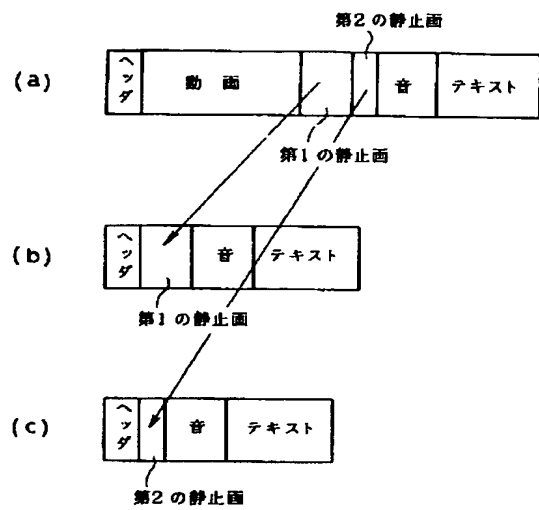 第2の静止画
(a)
ヘッダ
動画
音
テキスト
第1の静止画
(b)
ヘッダ
音
テキスト
第1の静止画
(c)
ヘッダ
音
テキスト
第2の静止画